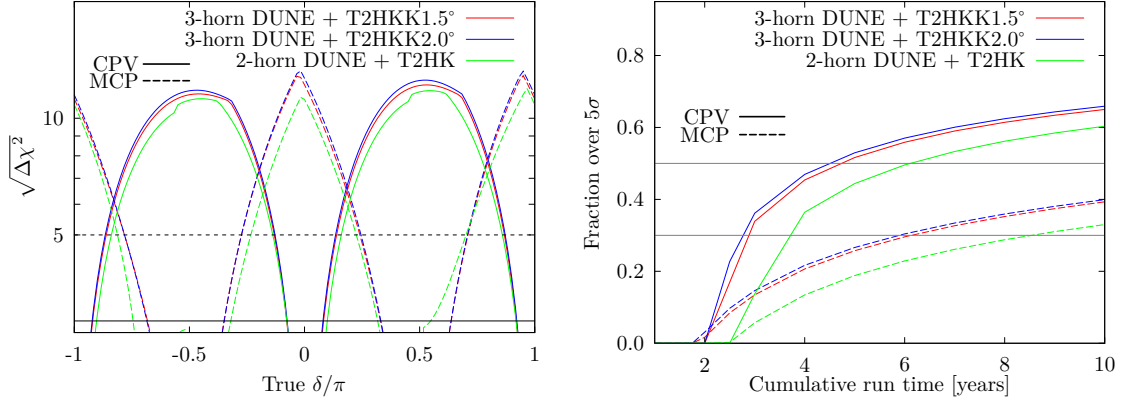 3-horn DUNE + T2HKK1.5°
3-horn DUNE + T2HKK2.0°
2-horn DUNE + T2HK
CPV
MCP
10
5
√Δχ²
-1
-0.5
0
0.5
1
True δ/π
3-horn DUNE + T2HKK1.5°
3-horn DUNE + T2HKK2.0°
2-horn DUNE + T2HK
CPV
MCP
0.8
0.6
0.4
0.2
0.0
Fraction over 5σ
2
4
6
8
10
Cumulative run time [years]